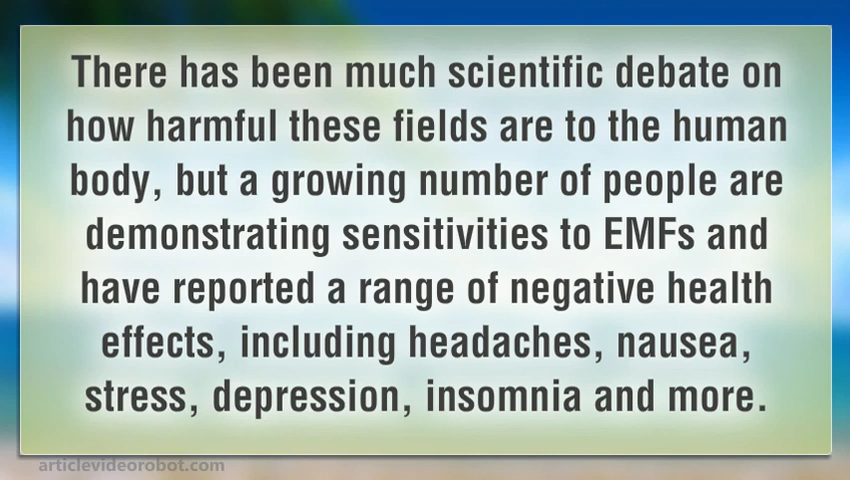 There has been much scientific debate on
how harmful these fields are to the human
body, but a growing number of people are
demonstrating sensitivities to EMFs and
have reported a range of negative health
effects, including headaches, nausea,
stress, depression, insomnia and more.
articlevideorobot.com